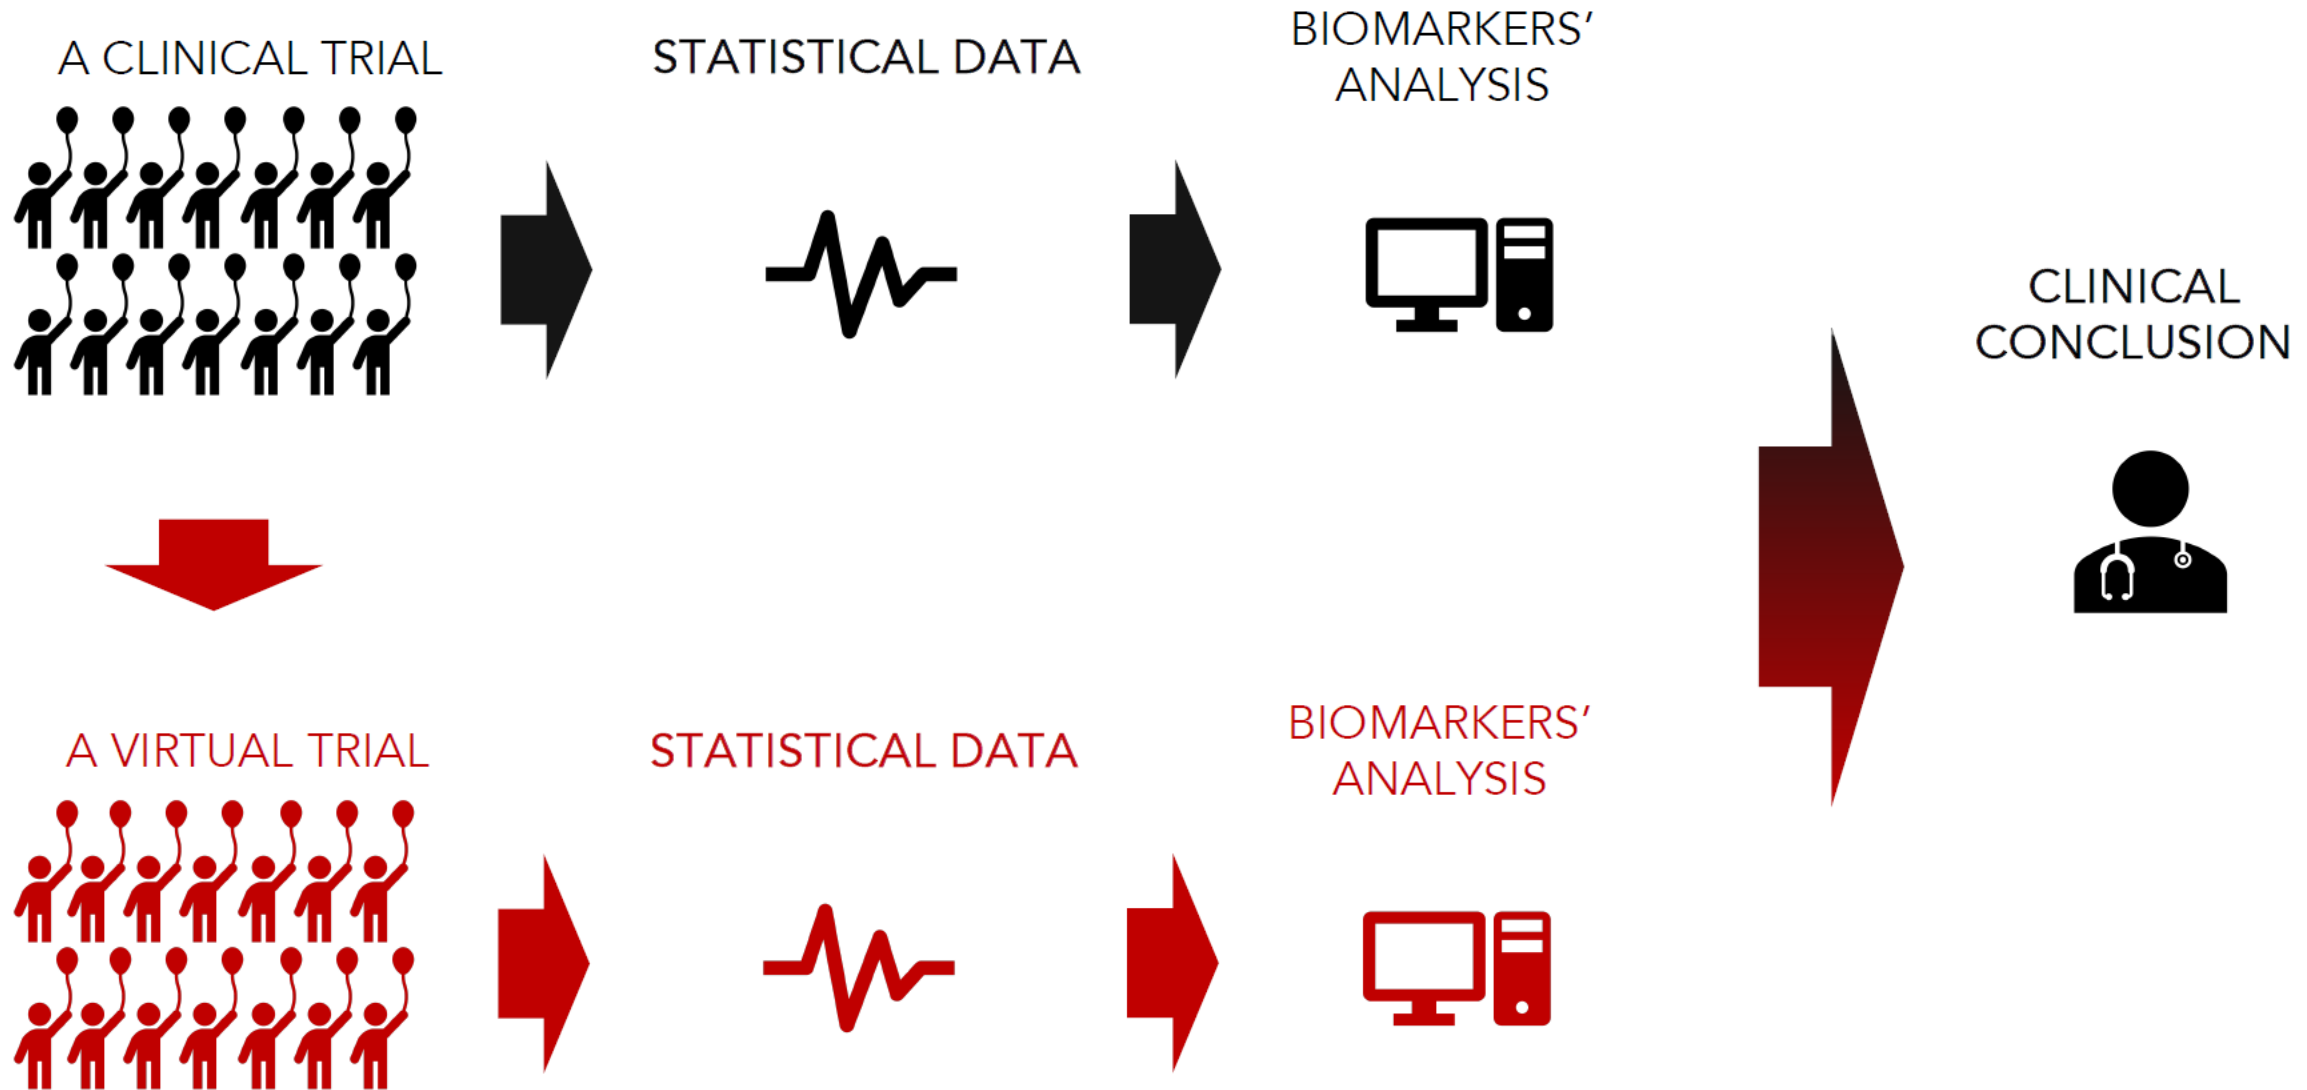 A CLINICAL TRIAL
STATISTICAL DATA
BIOMARKERS’
ANALYSIS
CLINICAL
CONCLUSION
A VIRTUAL TRIAL
STATISTICAL DATA
BIOMARKERS’
ANALYSIS